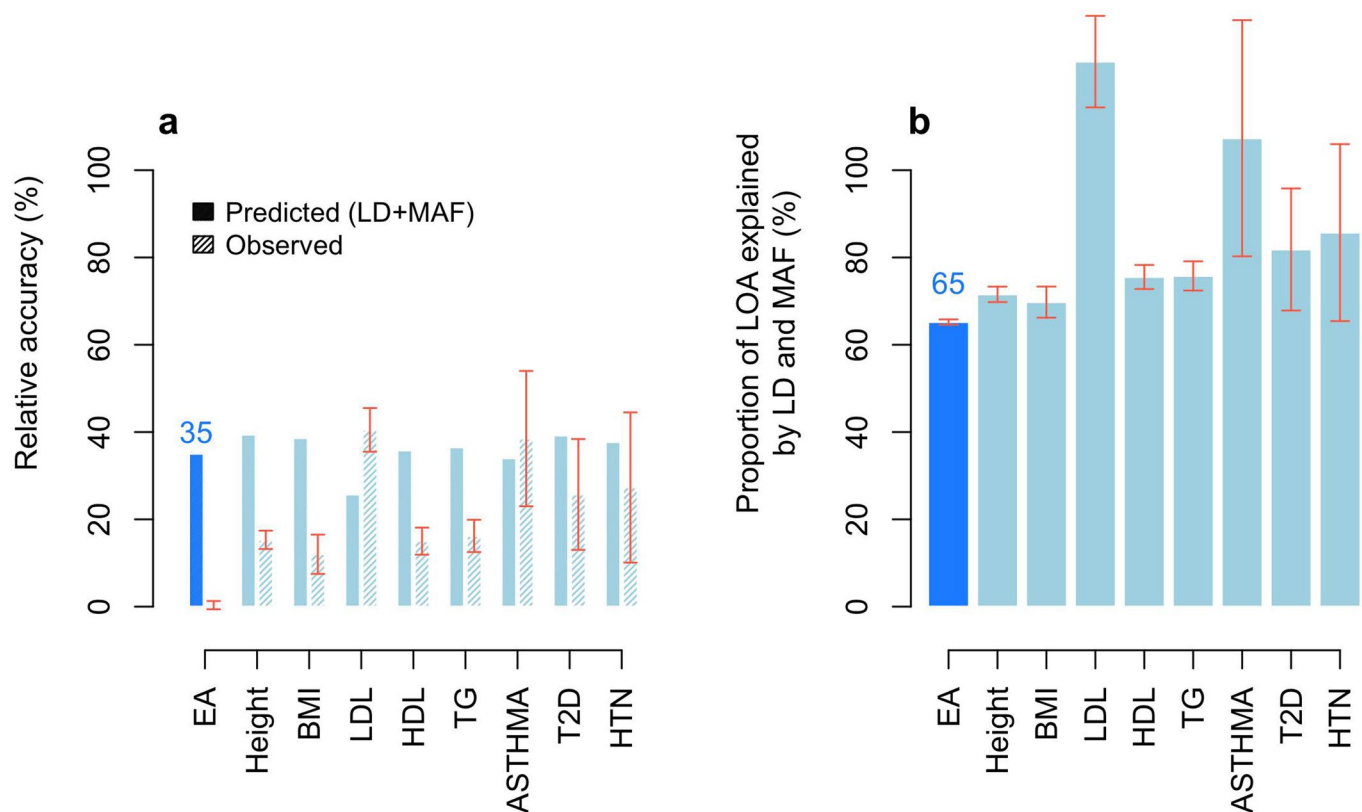 a
Relative accuracy (%)
100
80
60
40
20
0
Predicted (LD+MAF)
Observed
35
EA
Height
BMI
LDL
HDL
TG
ASTHMA
T2D
HTN
b
Proportion of LOA explained
by LD and MAF (%)
100
80
60
40
20
0
65
EA
Height
BMI
LDL
HDL
TG
ASTHMA
T2D
HTN